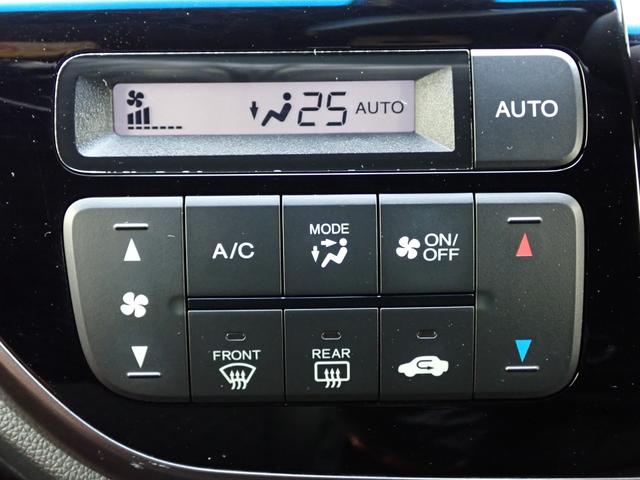 25 AUTO
AUTO
A/C
MODE
ON/
OFF
FRONT
REAR